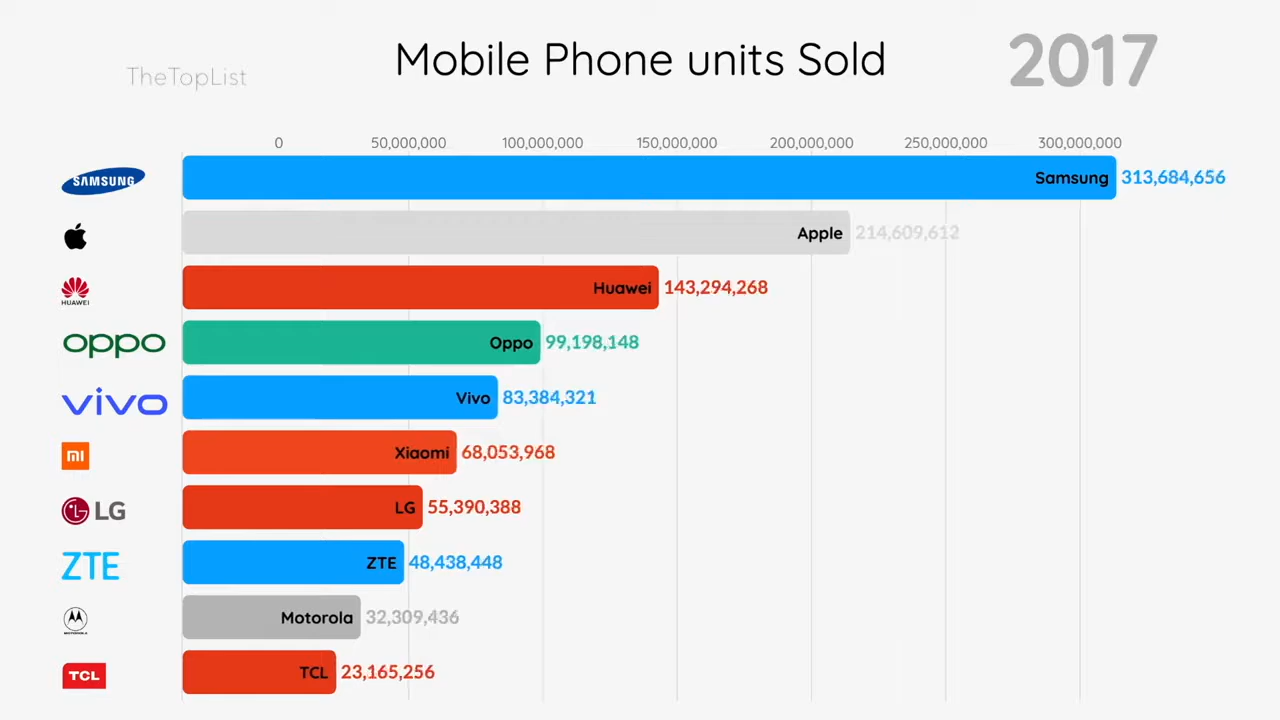 TheTopList
Mobile Phone units Sold
2017
0 50,000,000 100,000,000 150,000,000 200,000,000 250,000,000 300,000,000
SAMSUNG Samsung 313,684,656
Apple 214,609,612
HUAWEI Huawei 143,294,268
oppo Oppo 99,198,148
vivo Vivo 83,384,321
MI Xiaomi 68,053,968
LG LG 55,390,388
ZTE ZTE 48,438,448
MOTOROLA Motorola 32,309,436
TCL TCL 23,165,256